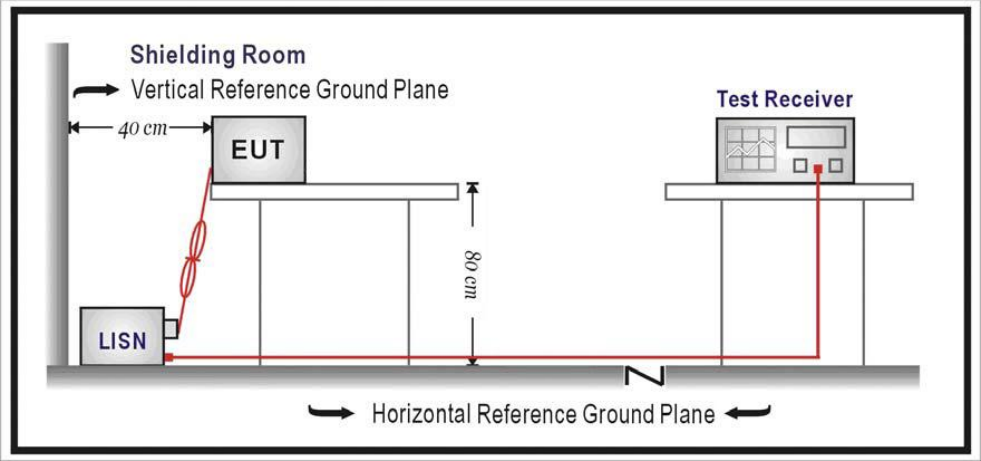 Shielding Room
Vertical Reference Ground Plane
40 cm
EUT
Test Receiver
80 cm
LISN
Horizontal Reference Ground Plane